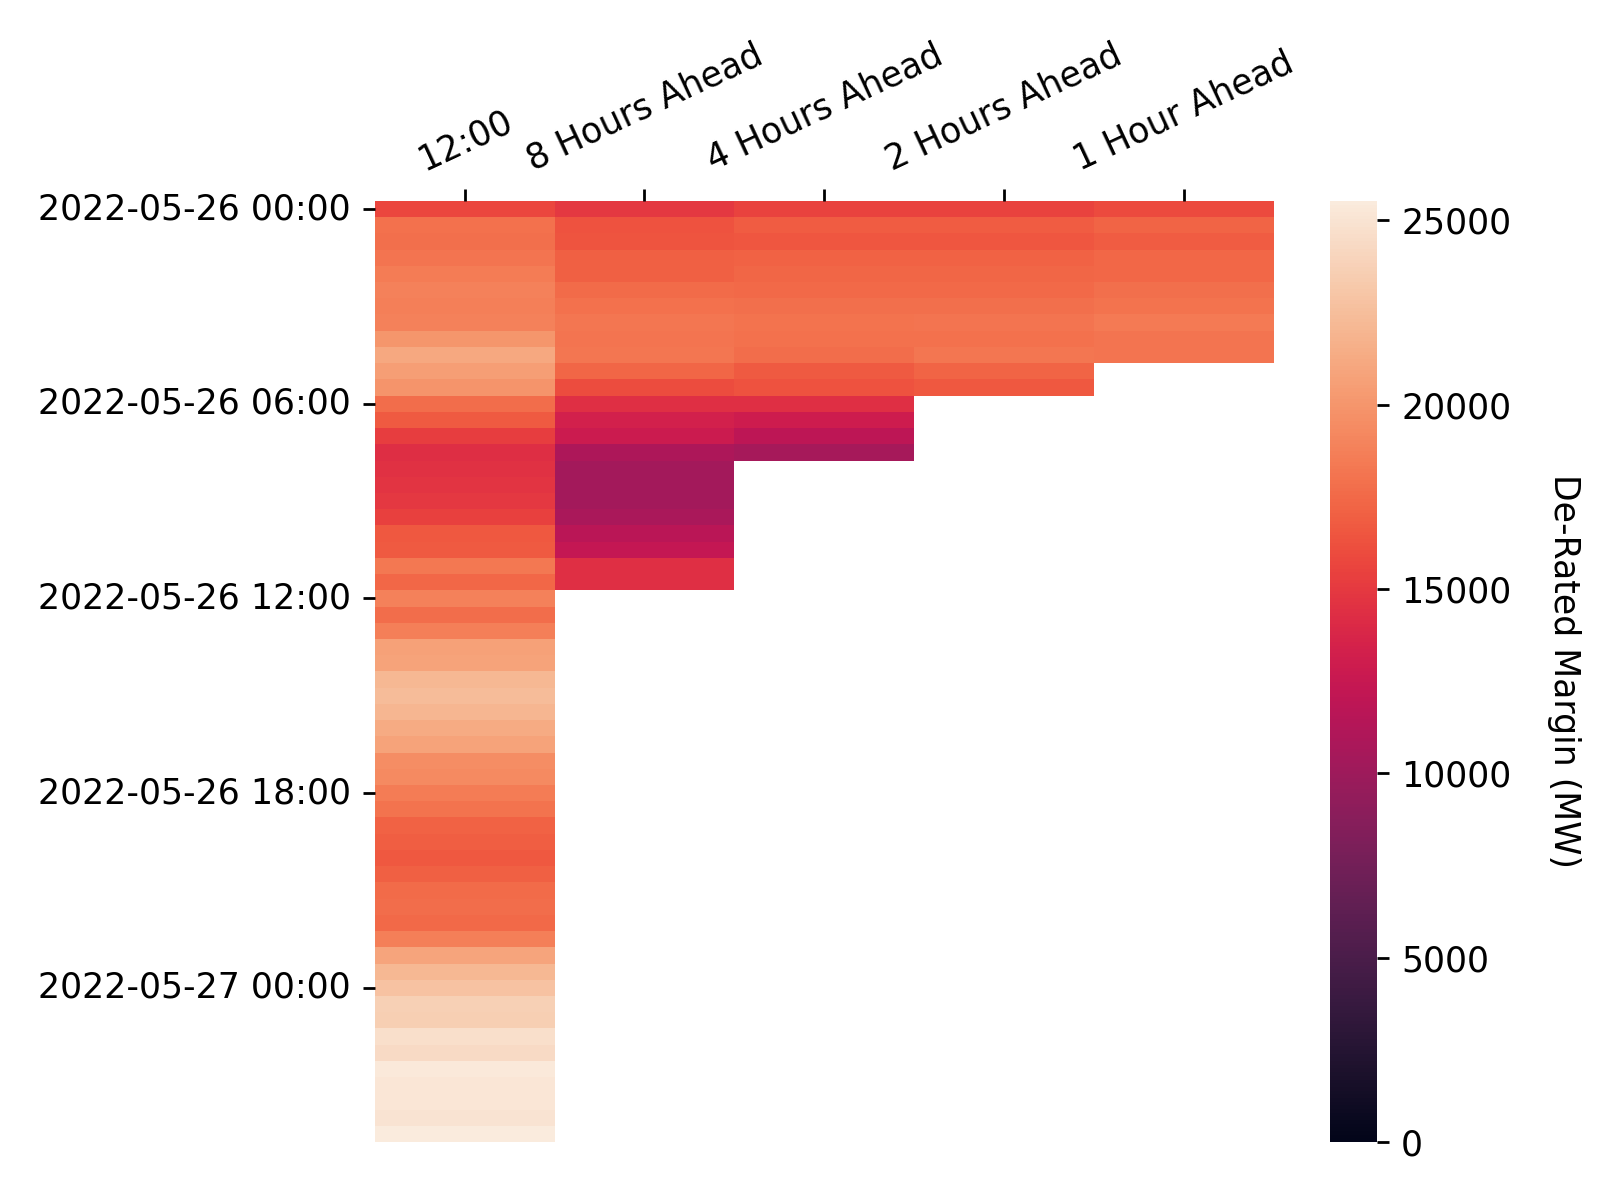 12:00
8 Hours Ahead
4 Hours Ahead
2 Hours Ahead
1 Hour Ahead
2022-05-26 00:00
2022-05-26 06:00
2022-05-26 12:00
2022-05-26 18:00
2022-05-27 00:00
25000
20000
15000
10000
5000
0
De-Rated Margin (MW)